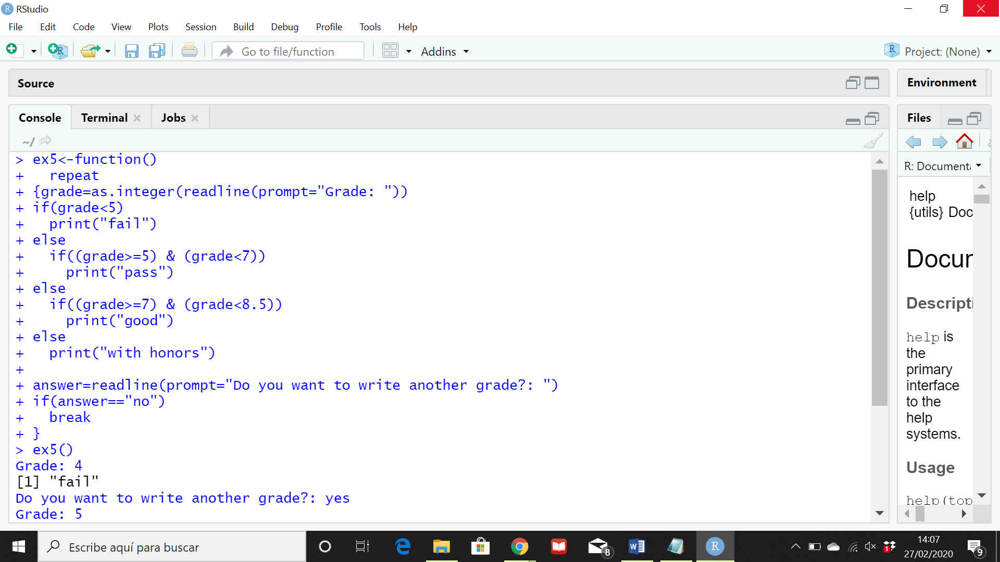 RStudio
File Edit Code View Plots Session Build Debug Profile Tools Help
Go to file/function Addins Project: (None)
Source
Environment
Console Terminal Jobs
Files
~/
R: Documenta
> ex5<-function()
+   repeat
+ {grade=as.integer(readline(prompt="Grade: "))
+ if(grade<5)
+   print("fail")
+ else
+   if((grade>=5) & (grade<7))
+     print("pass")
+ else
+   if((grade>=7) & (grade<8.5))
+     print("good")
+ else
+   print("with honors")
+
+ answer=readline(prompt="Do you want to write another grade?: ")
+ if(answer=="no")
+   break
+ }
> ex5()
Grade: 4
[1] "fail"
Do you want to write another grade?: yes
Grade: 5
help
{utils} Doc
Docur
Descripti
help is
the
primary
interface
to the
help
systems.
Usage
help(top
Escribe aquí para buscar
8
1
14:07
27/02/2020
9